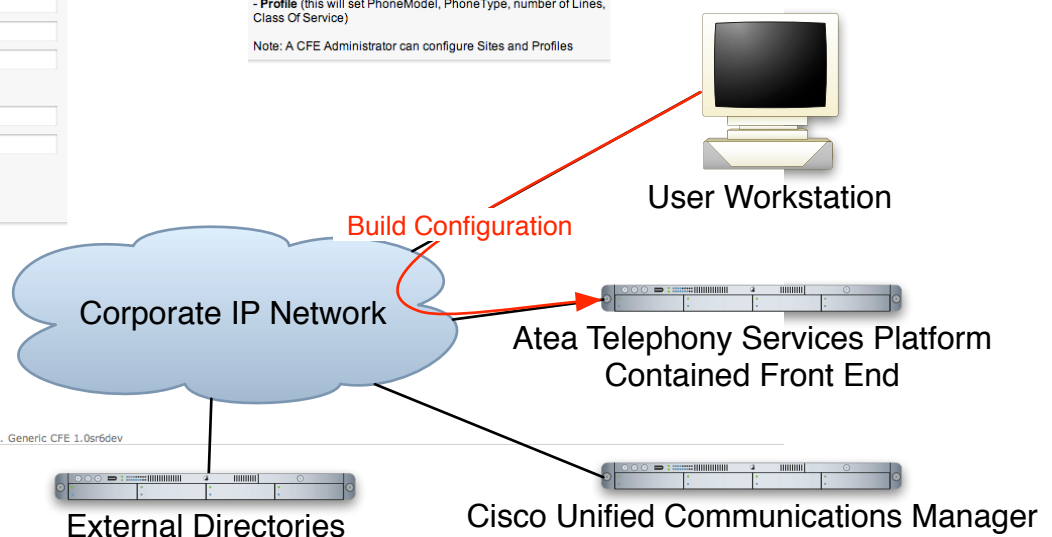 - Profile (this will set PhoneModel, PhoneType, number of Lines,
Class Of Service)
Note: A CFE Administrator can configure Sites and Profiles
User Workstation
Build Configuration
Corporate IP Network
Atea Telephony Services Platform
Contained Front End
. Generic CFE 1.0sr6dev
External Directories
Cisco Unified Communications Manager